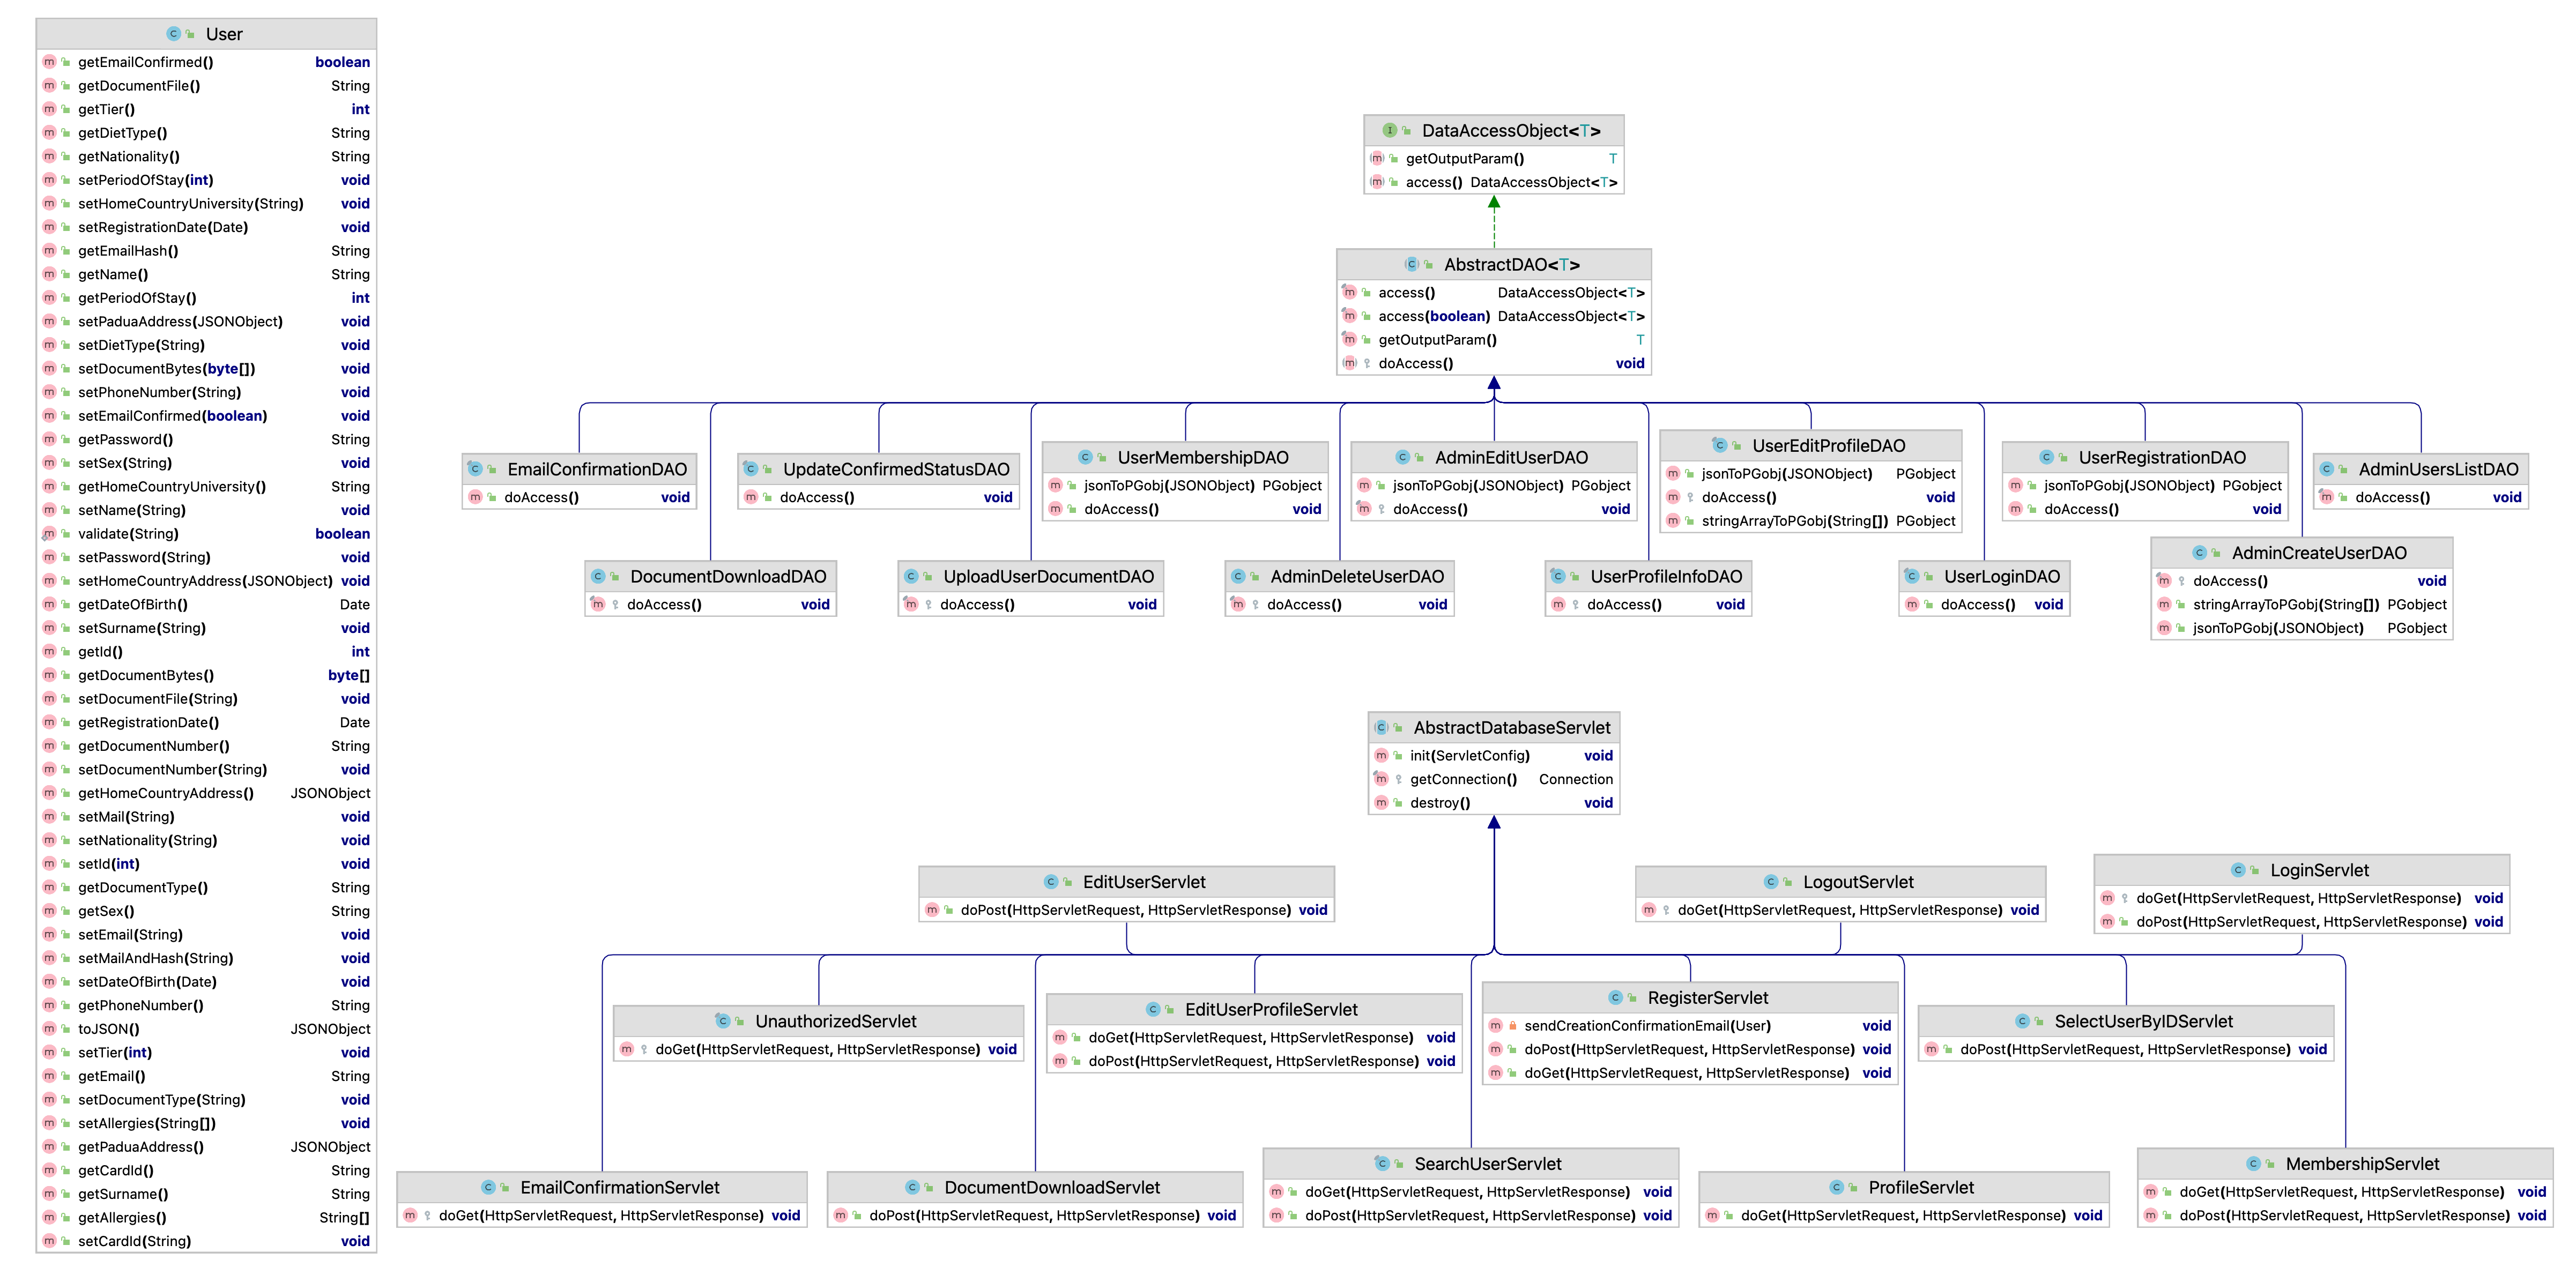 User
getEmailConfirmed() boolean
getDocumentFile() String
getTier() int
getDietType() String
getNationality() String
setPeriodOfStay(int) void
setHomeCountryUniversity(String) void
setRegistrationDate(Date) void
getEmailHash() String
getName() String
getPeriodOfStay() int
setPaduaAddress(JSONObject) void
setDietType(String) void
setDocumentBytes(byte[]) void
setPhoneNumber(String) void
setEmailConfirmed(boolean) void
getPassword() String
setSex(String) void
getHomeCountryUniversity() String
setName(String) void
validate(String) boolean
setPassword(String) void
setHomeCountryAddress(JSONObject) void
getDateOfBirth() Date
setSurname(String) void
getId() int
getDocumentBytes() byte[]
setDocumentFile(String) void
getRegistrationDate() Date
getDocumentNumber() String
setDocumentNumber(String) void
getHomeCountryAddress() JSONObject
setMail(String) void
setNationality(String) void
setId(int) void
getDocumentType() String
getSex() String
setEmail(String) void
setMailAndHash(String) void
setDateOfBirth(Date) void
getPhoneNumber() String
toJSON() JSONObject
setTier(int) void
getEmail() String
setDocumentType(String) void
setAllergies(String[]) void
getPaduaAddress() JSONObject
getCardId() String
getSurname() String
getAllergies() String[]
setCardId(String) void
DataAccessObject<T>
getOutputParam() T
access() DataAccessObject<T>
AbstractDAO<T>
access() DataAccessObject<T>
access(boolean) DataAccessObject<T>
getOutputParam() T
doAccess() void
EmailConfirmationDAO
doAccess() void
UpdateConfirmedStatusDAO
doAccess() void
UserMembershipDAO
jsonToPGobj(JSONObject) PGobject
doAccess() void
AdminEditUserDAO
jsonToPGobj(JSONObject) PGobject
doAccess() void
UserEditProfileDAO
jsonToPGobj(JSONObject) PGobject
doAccess() void
stringArrayToPGobj(String[]) PGobject
UserRegistrationDAO
jsonToPGobj(JSONObject) PGobject
doAccess() void
AdminUsersListDAO
doAccess() void
DocumentDownloadDAO
doAccess() void
UploadUserDocumentDAO
doAccess() void
AdminDeleteUserDAO
doAccess() void
UserProfileInfoDAO
doAccess() void
UserLoginDAO
doAccess() void
AdminCreateUserDAO
doAccess() void
stringArrayToPGobj(String[]) PGobject
jsonToPGobj(JSONObject) PGobject
AbstractDatabaseServlet
init(ServletConfig) void
getConnection() Connection
destroy() void
EditUserServlet
doPost(HttpServletRequest, HttpServletResponse) void
LogoutServlet
doGet(HttpServletRequest, HttpServletResponse) void
LoginServlet
doGet(HttpServletRequest, HttpServletResponse) void
doPost(HttpServletRequest, HttpServletResponse) void
UnauthorizedServlet
doGet(HttpServletRequest, HttpServletResponse) void
EditUserProfileServlet
doGet(HttpServletRequest, HttpServletResponse) void
doPost(HttpServletRequest, HttpServletResponse) void
RegisterServlet
sendCreationConfirmationEmail(User) void
doPost(HttpServletRequest, HttpServletResponse) void
doGet(HttpServletRequest, HttpServletResponse) void
SelectUserByIDServlet
doPost(HttpServletRequest, HttpServletResponse) void
EmailConfirmationServlet
doGet(HttpServletRequest, HttpServletResponse) void
DocumentDownloadServlet
doPost(HttpServletRequest, HttpServletResponse) void
SearchUserServlet
doGet(HttpServletRequest, HttpServletResponse) void
doPost(HttpServletRequest, HttpServletResponse) void
ProfileServlet
doGet(HttpServletRequest, HttpServletResponse) void
MembershipServlet
doGet(HttpServletRequest, HttpServletResponse) void
doPost(HttpServletRequest, HttpServletResponse) void